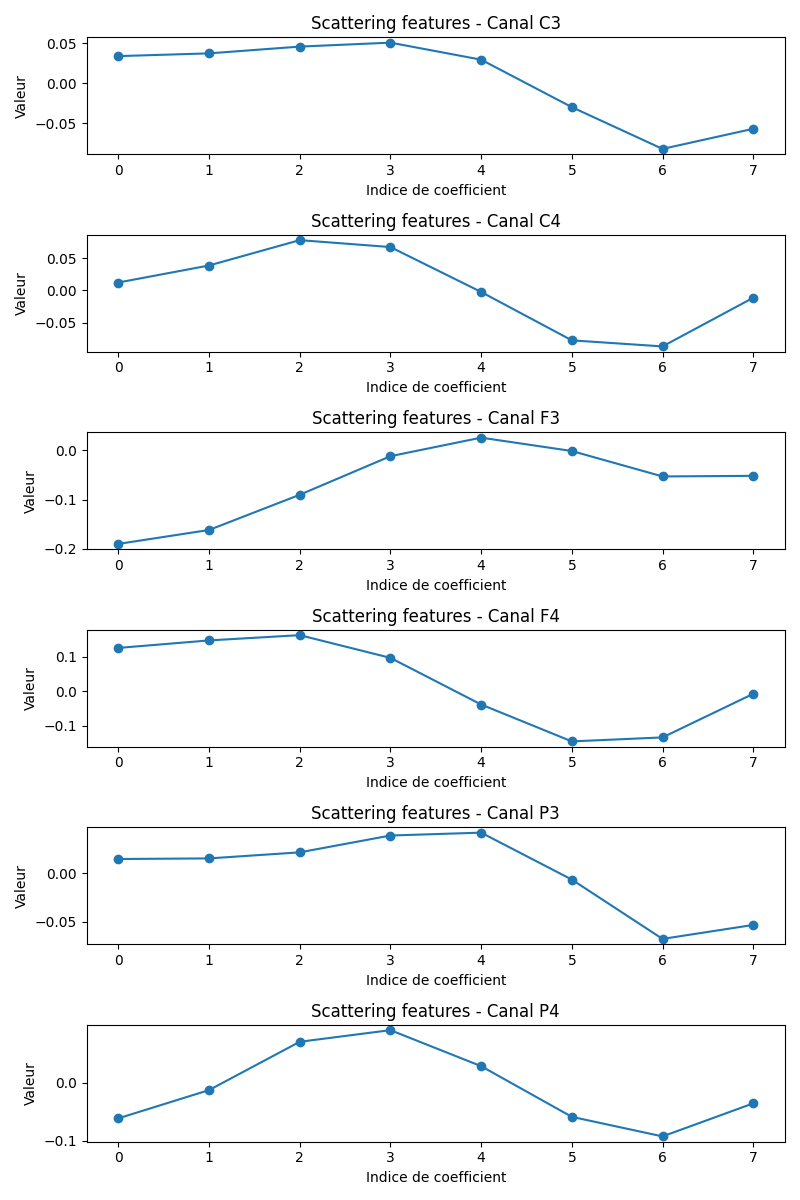 Scattering features - Canal C3
0.05
0.00
−0.05
Valeur
0 1 2 3 4 5 6 7
Indice de coefficient
Scattering features - Canal C4
0.05
0.00
−0.05
Valeur
0 1 2 3 4 5 6 7
Indice de coefficient
Scattering features - Canal F3
0.0
−0.1
−0.2
Valeur
0 1 2 3 4 5 6 7
Indice de coefficient
Scattering features - Canal F4
0.1
0.0
−0.1
Valeur
0 1 2 3 4 5 6 7
Indice de coefficient
Scattering features - Canal P3
0.00
−0.05
Valeur
0 1 2 3 4 5 6 7
Indice de coefficient
Scattering features - Canal P4
0.0
−0.1
Valeur
0 1 2 3 4 5 6 7
Indice de coefficient